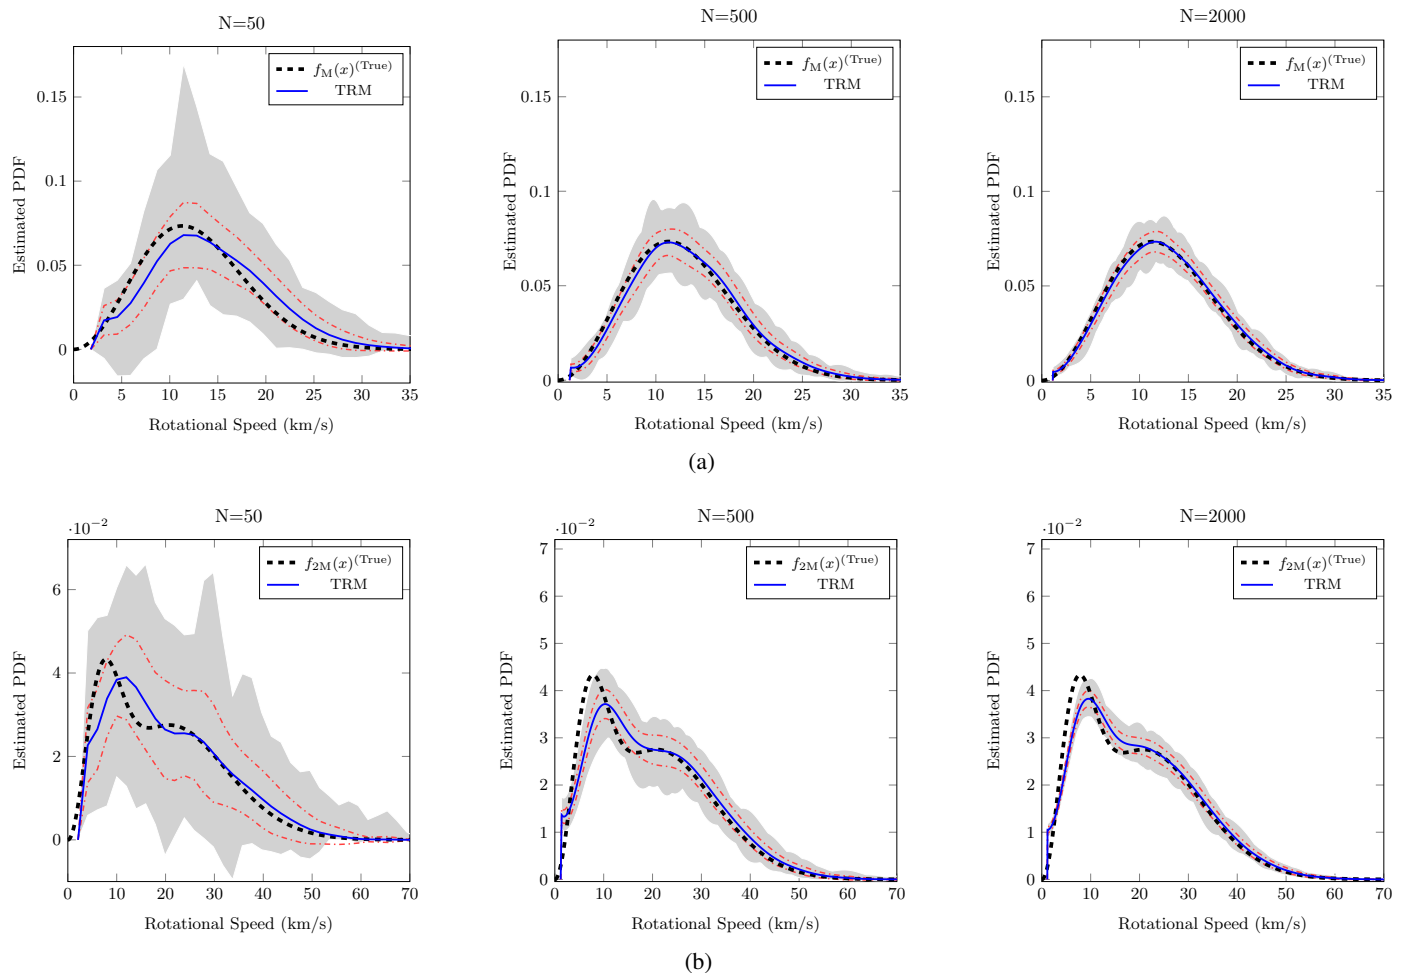 N=50
N=500
N=2000
f_M(x)^(True)
TRM
f_M(x)^(True)
TRM
f_M(x)^(True)
TRM
Estimated PDF
0.15
0.1
0.05
0
Estimated PDF
0.15
0.1
0.05
0
Estimated PDF
0.15
0.1
0.05
0
0 5 10 15 20 25 30 35
0 5 10 15 20 25 30 35
0 5 10 15 20 25 30 35
Rotational Speed (km/s)
Rotational Speed (km/s)
Rotational Speed (km/s)
(a)
·10⁻²
N=50
·10⁻²
N=500
·10⁻²
N=2000
f_2M(x)^(True)
TRM
f_2M(x)^(True)
TRM
f_2M(x)^(True)
TRM
Estimated PDF
6
4
2
0
Estimated PDF
7
6
5
4
3
2
1
0
Estimated PDF
7
6
5
4
3
2
1
0
0 10 20 30 40 50 60 70
0 10 20 30 40 50 60 70
0 10 20 30 40 50 60 70
Rotational Speed (km/s)
Rotational Speed (km/s)
Rotational Speed (km/s)
(b)